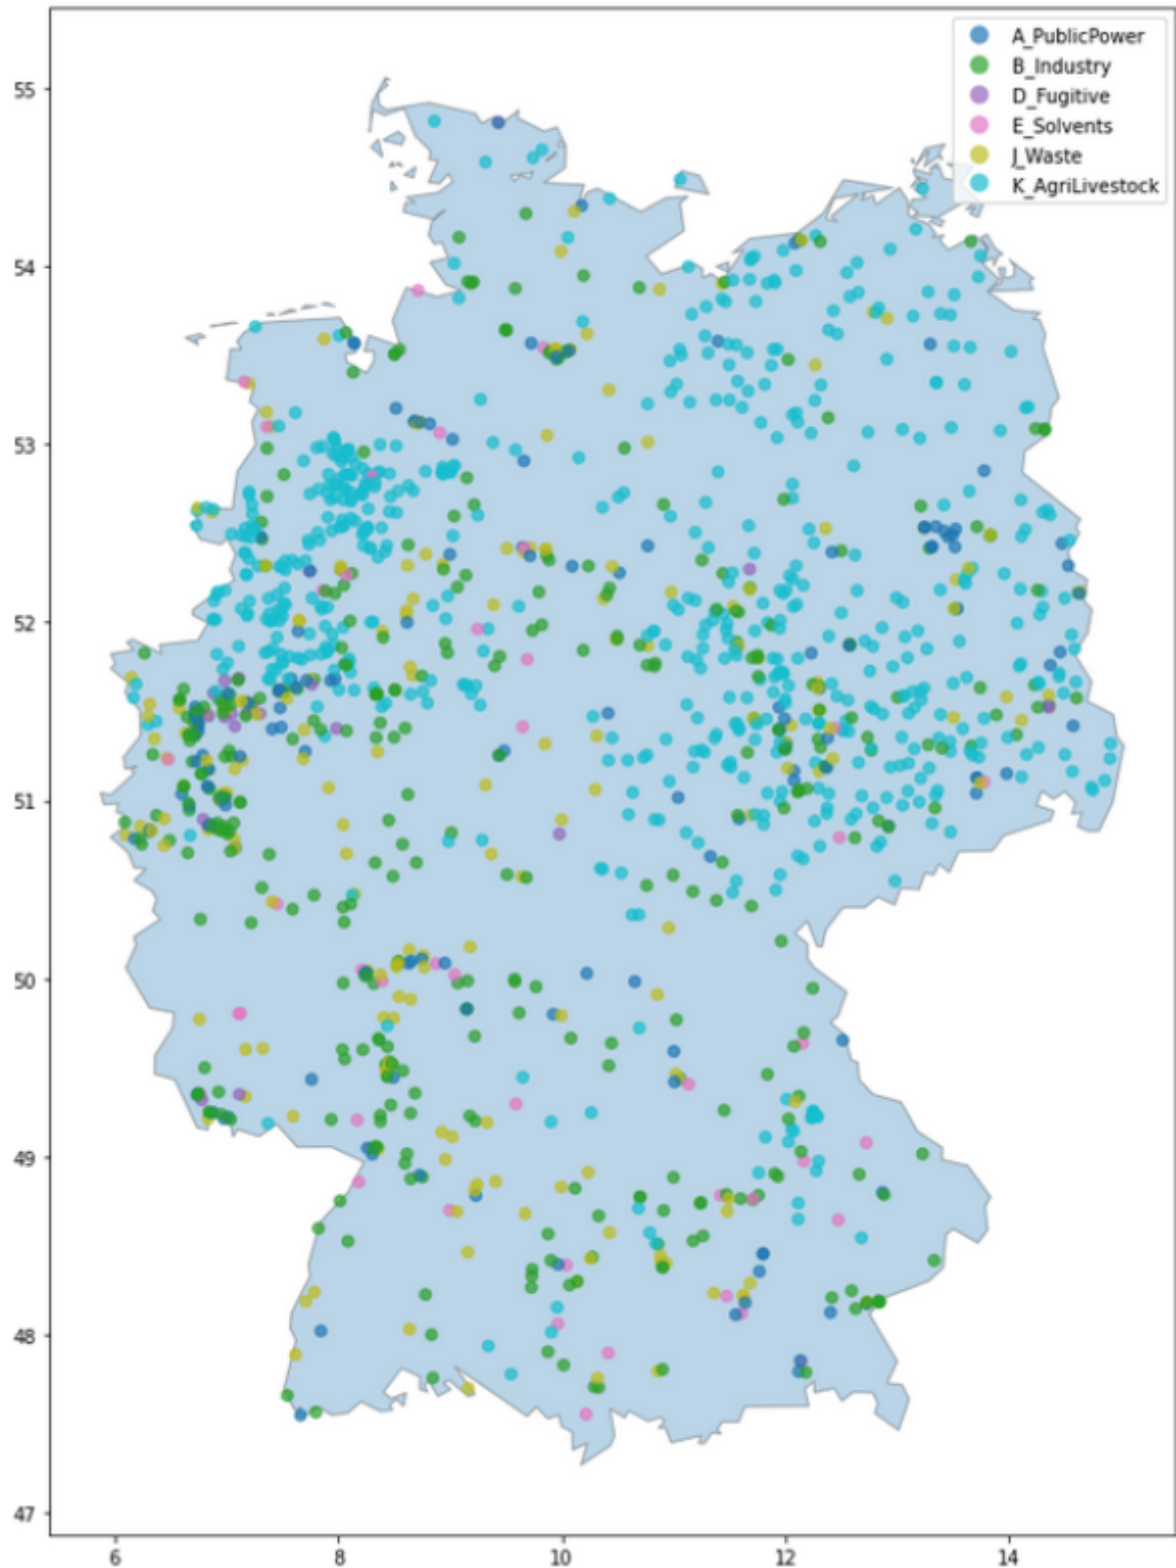 A_PublicPower
B_Industry
D_Fugitive
E_Solvents
J_Waste
K_AgriLivestock
55
54
53
52
51
50
49
48
47
6 8 10 12 14